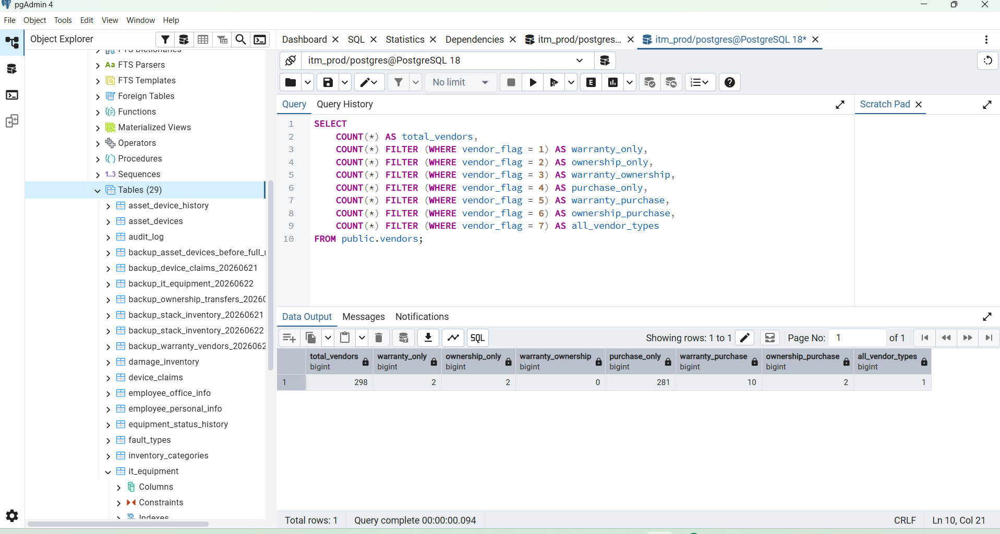 pgAdmin 4
File Object Tools Edit View Window Help
Object Explorer
Dashboard SQL Statistics Dependencies itm_prod/postgres... itm_prod/postgres@PostgreSQL 18*
itm_prod/postgres@PostgreSQL 18
No limit
Query Query History
Scratch Pad
FTS Dictionaries
FTS Parsers
FTS Templates
Foreign Tables
Functions
Materialized Views
Operators
Procedures
1..3 Sequences
Tables (29)
asset_device_history
asset_devices
audit_log
backup_asset_devices_before_full_
backup_device_claims_20260621
backup_it_equipment_20260622
backup_ownership_transfers_2026
backup_stack_inventory_20260621
backup_stack_inventory_20260622
backup_warranty_vendors_202606
damage_inventory
device_claims
employee_office_info
employee_personal_info
equipment_status_history
fault_types
inventory_categories
it_equipment
Columns
Constraints
Indexes
1 SELECT
2 COUNT(*) AS total_vendors,
3 COUNT(*) FILTER (WHERE vendor_flag = 1) AS warranty_only,
4 COUNT(*) FILTER (WHERE vendor_flag = 2) AS ownership_only,
5 COUNT(*) FILTER (WHERE vendor_flag = 3) AS warranty_ownership,
6 COUNT(*) FILTER (WHERE vendor_flag = 4) AS purchase_only,
7 COUNT(*) FILTER (WHERE vendor_flag = 5) AS warranty_purchase,
8 COUNT(*) FILTER (WHERE vendor_flag = 6) AS ownership_purchase,
9 COUNT(*) FILTER (WHERE vendor_flag = 7) AS all_vendor_types
10 FROM public.vendors;
Data Output Messages Notifications
SQL Showing rows: 1 to 1 Page No: 1 of 1
total_vendors warranty_only ownership_only warranty_ownership purchase_only warranty_purchase ownership_purchase all_vendor_types
bigint bigint bigint bigint bigint bigint bigint bigint
1 298 2 2 0 281 10 2 1
Total rows: 1 Query complete 00:00:00.094 CRLF Ln 10, Col 21